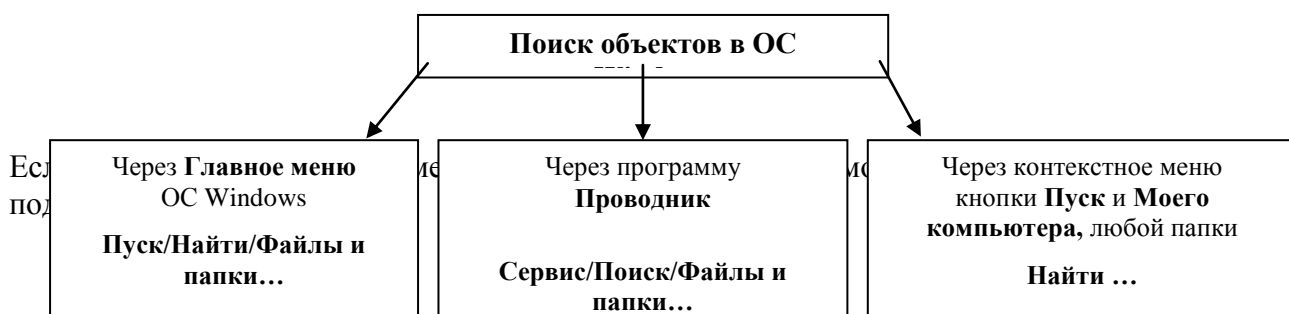 Поиск объектов в ОС
Через Главное меню
ОС Windows
Пуск/Найти/Файлы и
папки…
Через программу
Проводник
Сервис/Поиск/Файлы и
папки…
Через контекстное меню
кнопки Пуск и Моего
компьютера, любой папки
Найти …